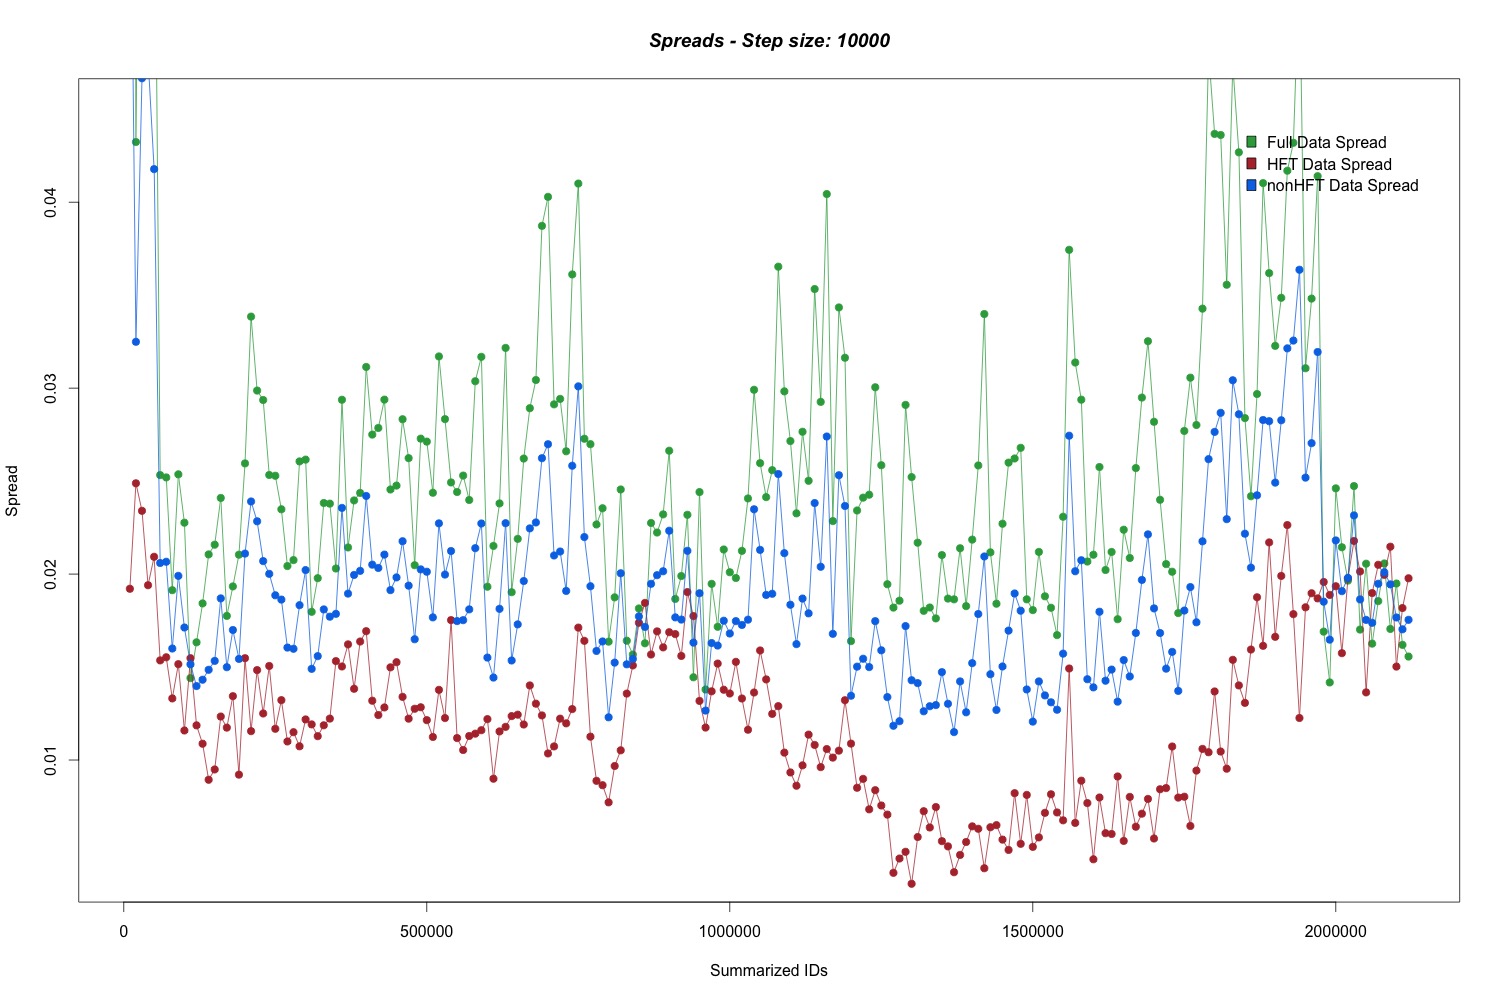 Spreads - Step size: 10000
Full Data Spread
HFT Data Spread
nonHFT Data Spread
Spread
0.04
0.03
0.02
0.01
0 500000 1000000 1500000 2000000
Summarized IDs